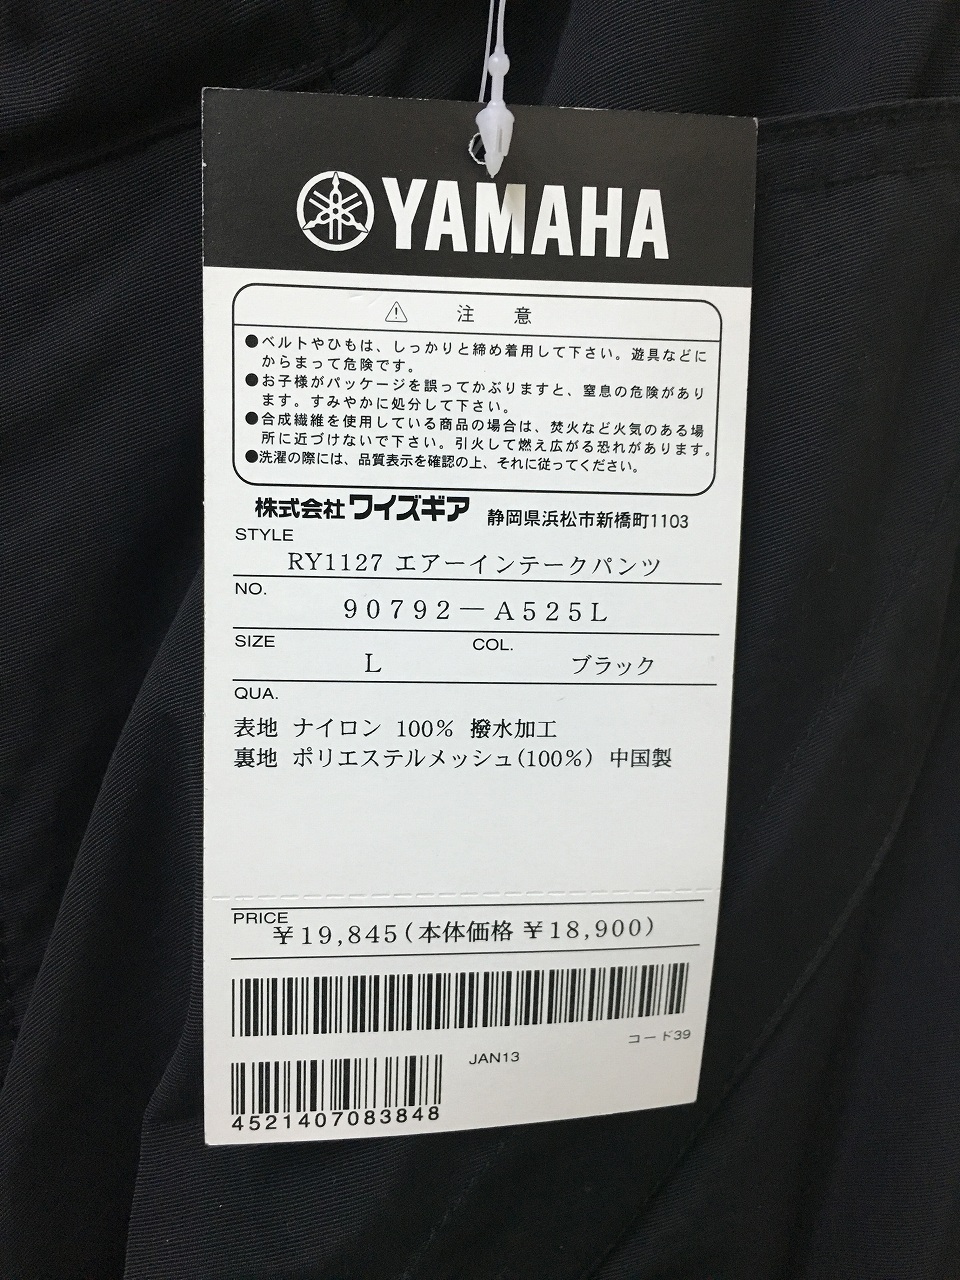 YAMAHA
注 意
●ベルトやひもは、しっかりと締め着用して下さい。遊具などに
からまって危険です。
●お子様がパッケージを誤ってかぶりますと、窒息の危険があり
ます。すみやかに処分して下さい。
●合成繊維を使用している商品の場合は、焚火など火気のある場
所に近づけないで下さい。引火して燃え広がる恐れがあります。
●洗濯の際には、品質表示を確認の上、それに従ってください。
株式会社ワイズギア 静岡県浜松市新橋町1103
STYLE
RY1127 エアーインテークパンツ
NO.
90792－A525L
SIZE COL.
L ブラック
QUA.
表地 ナイロン 100% 撥水加工
裏地 ポリエステルメッシュ(100%) 中国製
PRICE
￥19,845(本体価格 ￥18,900)
コード39
JAN13
4521407083848